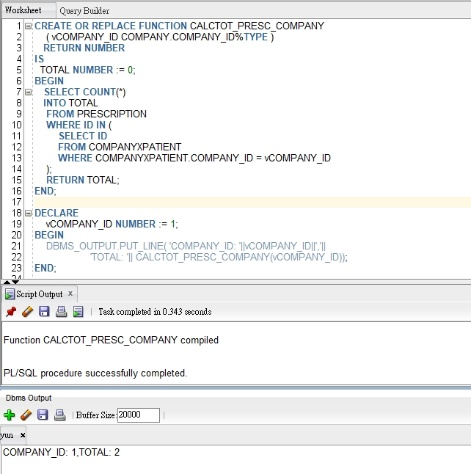 Worksheet Query Builder
1 CREATE OR REPLACE FUNCTION CALCTOT_PRESC_COMPANY
2 ( vCOMPANY_ID COMPANY.COMPANY_ID%TYPE )
3 RETURN NUMBER
4 IS
5 TOTAL NUMBER := 0;
6 BEGIN
7 SELECT COUNT(*)
8 INTO TOTAL
9 FROM PRESCRIPTION
10 WHERE ID IN (
11 SELECT ID
12 FROM COMPANYXPATIENT
13 WHERE COMPANYXPATIENT.COMPANY_ID = vCOMPANY_ID
14 );
15 RETURN TOTAL;
16 END;
17
18 DECLARE
19 vCOMPANY_ID NUMBER := 1;
20 BEGIN
21 DBMS_OUTPUT.PUT_LINE( 'COMPANY_ID: '||vCOMPANY_ID||','||
22 'TOTAL: '|| CALCTOT_PRESC_COMPANY(vCOMPANY_ID));
23 END;
24
Script Output x
Task completed in 0.343 seconds
Function CALCTOT_PRESC_COMPANY compiled
PL/SQL procedure successfully completed.
Dbms Output
Buffer Size: 20000
yun x
COMPANY_ID: 1,TOTAL: 2